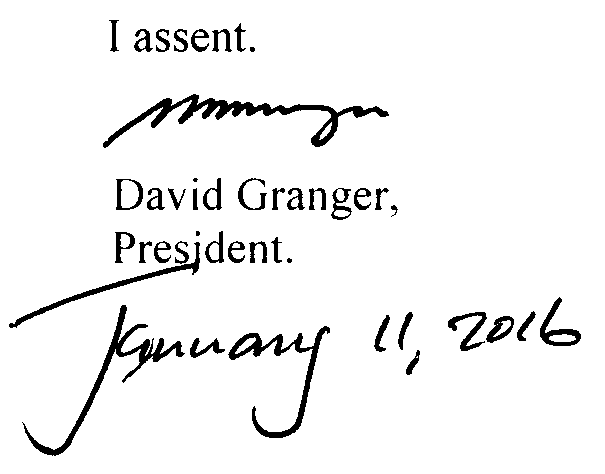 I assent.
David Granger,
President.
January 11, 2016